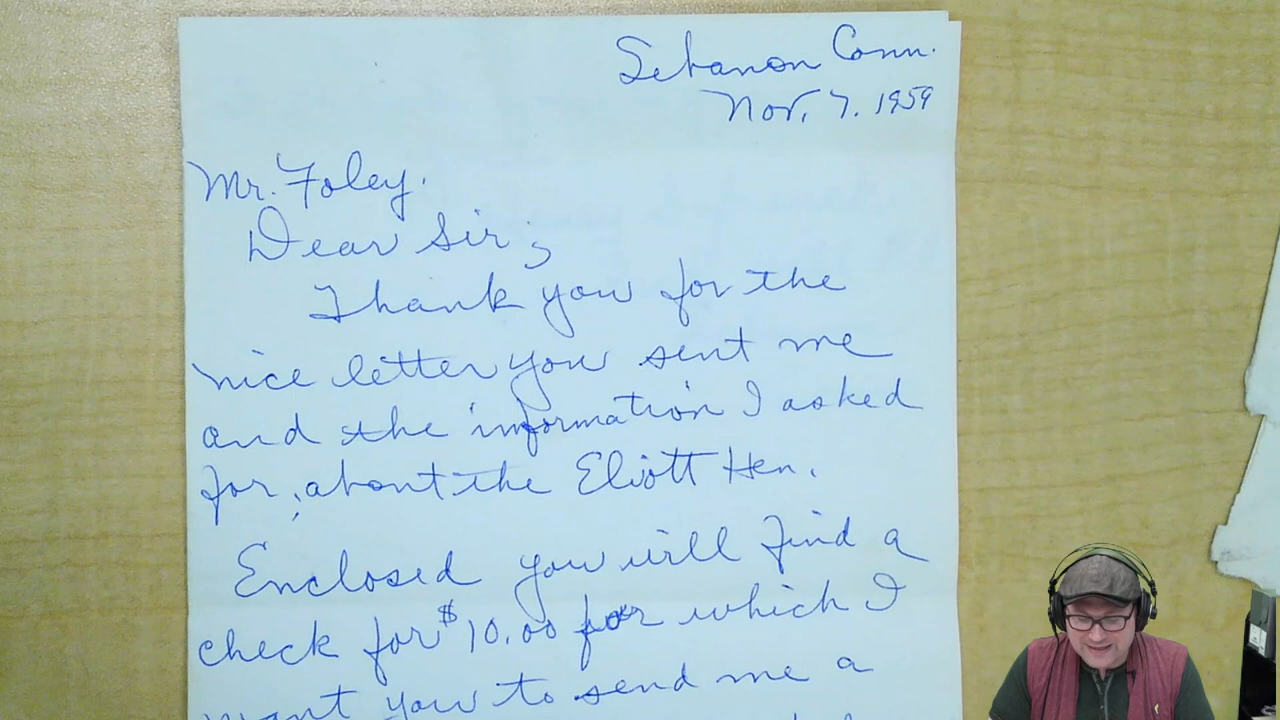 Lebanon Conn.
Nov. 7. 1959
Mr. Foley.
Dear Sir;
Thank you for the
nice letter you sent me
and the information I asked
for, about the Eliott Hen.
Enclosed you will find a
check for $10.00 for which I
want you to send me a